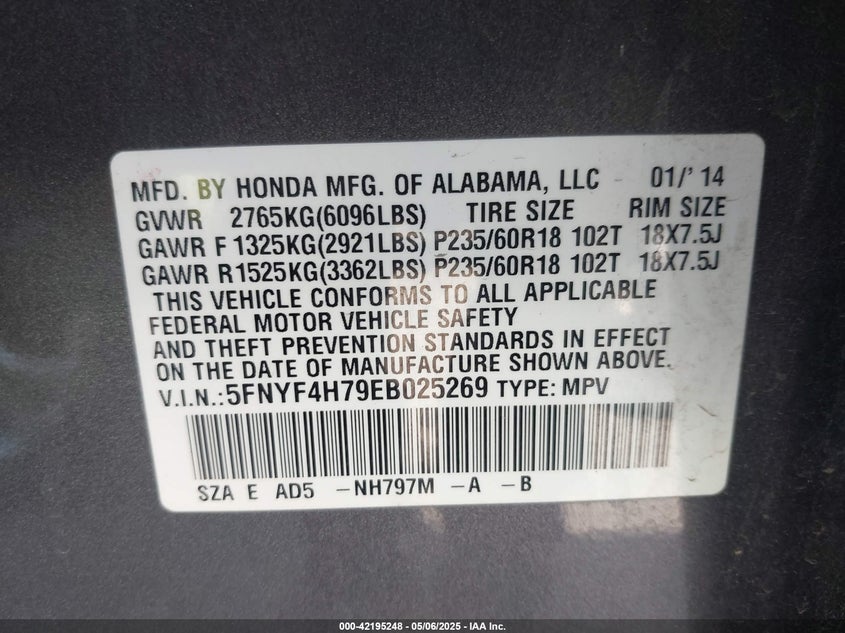 MFD. BY HONDA MFG. OF ALABAMA, LLC 01/'14
GVWR 2765KG(6096LBS) TIRE SIZE RIM SIZE
GAWR F 1325KG(2921LBS) P235/60R18 102T 18X7.5J
GAWR R1525KG(3362LBS) P235/60R18 102T 18X7.5J
THIS VEHICLE CONFORMS TO ALL APPLICABLE
FEDERAL MOTOR VEHICLE SAFETY
AND THEFT PREVENTION STANDARDS IN EFFECT
ON THE DATE OF MANUFACTURE SHOWN ABOVE.
V.I.N.:5FNYF4H79EB025269 TYPE: MPV
SZA E AD5 -NH797M -A -B
000-42195248 - 05/06/2025 - IAA Inc.